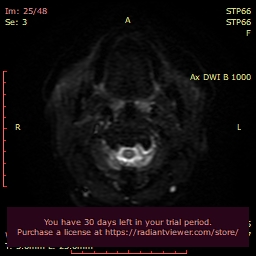 Im: 25/48
STP66
Se: 3
STP66
F
A
Ax DWI B 1000
R
L
You have 30 days left in your trial period.
Purchase a license at https://radiantviewer.com/store/